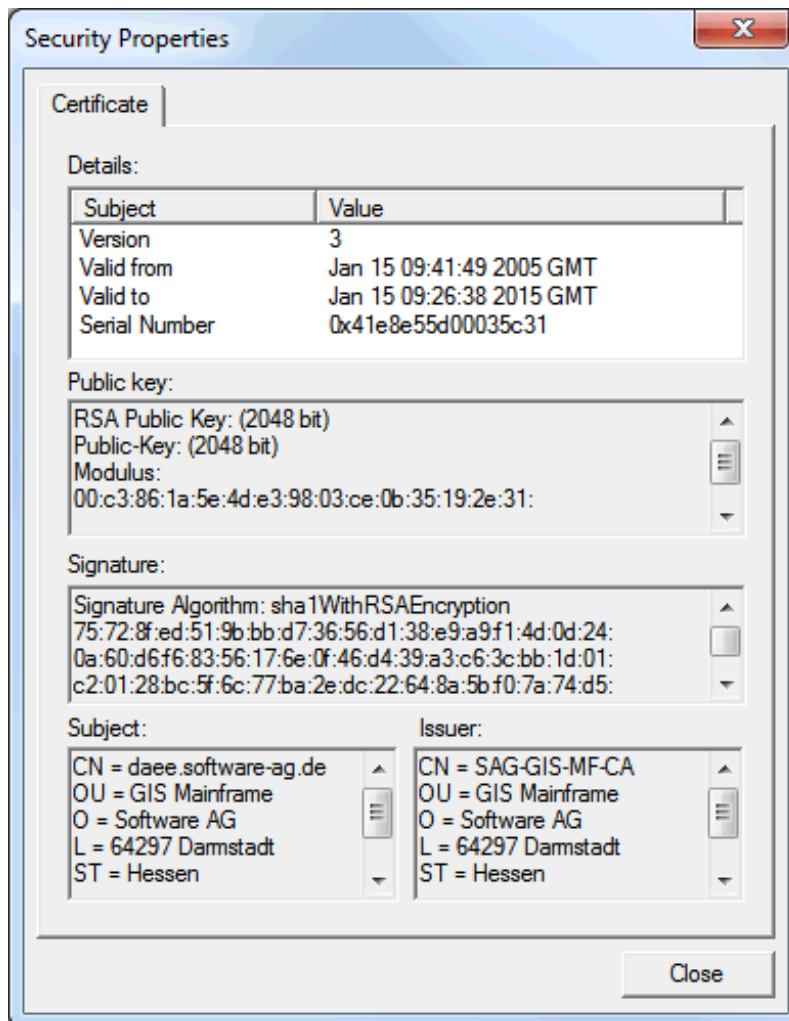 Security Properties
Certificate
Details:
Subject Value
Version 3
Valid from Jan 15 09:41:49 2005 GMT
Valid to Jan 15 09:26:38 2015 GMT
Serial Number 0x41e8e55d00035c31
Public key:
RSA Public Key: (2048 bit)
Public-Key: (2048 bit)
Modulus:
00:c3:86:1a:5e:4d:e3:98:03:ce:0b:35:19:2e:31:
Signature:
Signature Algorithm: sha1WithRSAEncryption
75:72:8f:ed:51:9b:bb:d7:36:56:d1:38:e9:a9:f1:4d:0d:24:
0a:60:d6:f6:83:56:17:6e:0f:46:d4:39:a3:c6:3c:bb:1d:01:
c2:01:28:bc:5f:6c:77:ba:2e:dc:22:64:8a:5b:f0:7a:74:d5:
Subject:
CN = daee.software-ag.de
OU = GIS Mainframe
O = Software AG
L = 64297 Darmstadt
ST = Hessen
Issuer:
CN = SAG-GIS-MF-CA
OU = GIS Mainframe
O = Software AG
L = 64297 Darmstadt
ST = Hessen
Close